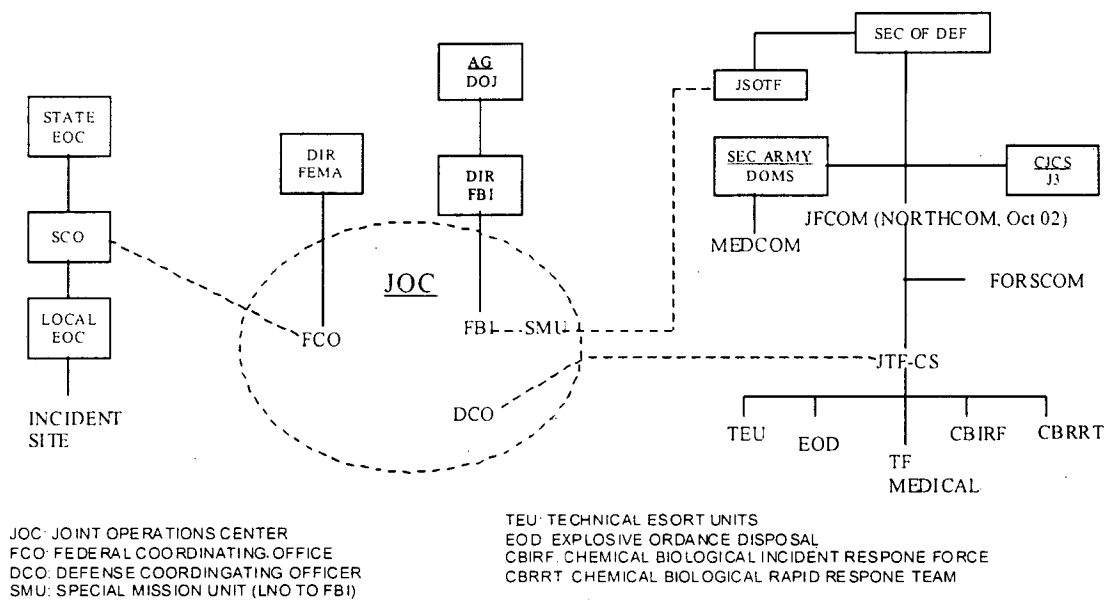 SEC OF DEF
AG
DOJ
JSOTF
STATE
EOC
DIR
FEMA
DIR
FBI
SEC ARMY
DOMS
CJCS
J3
SCO
JFCOM (NORTHCOM, Oct 02)
MEDCOM
JOC
FORSCOM
LOCAL
EOC
FCO
FBI
SMU
JTF-CS
INCIDENT
SITE
DCO
TEU
EOD
TF
MEDICAL
CBIRF
CBRRT
JOC: JOINT OPERATIONS CENTER
FCO: FEDERAL COORDINATING OFFICE
DCO: DEFENSE COORDINGATING OFFICER
SMU: SPECIAL MISSION UNIT (LNO TO FBI)
TEU: TECHNICAL ESORT UNITS
EOD EXPLOSIVE ORDANCE DISPOSAL
CBIRF. CHEMICAL BIOLOGICAL INCIDENT RESPONE FORCE
CBRRT CHEMICAL BIOLOGICAL RAPID RESPONE TEAM